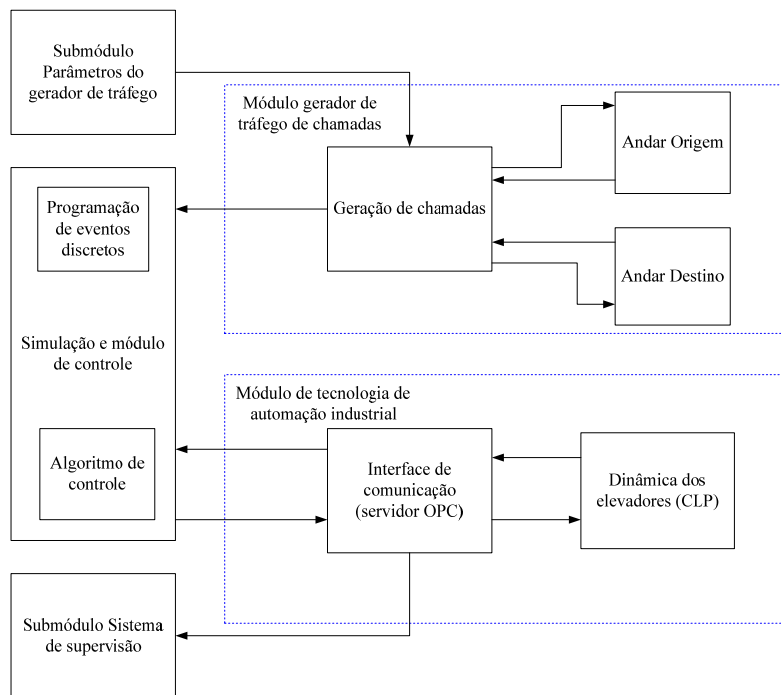 Submódulo
Parâmetros do
gerador de tráfego
Módulo gerador de
tráfego de chamadas
Andar Origem
Geração de chamadas
Andar Destino
Programação
de eventos
discretos
Simulação e módulo
de controle
Algoritmo de
controle
Módulo de tecnologia de
automação industrial
Interface de
comunicação
(servidor OPC)
Dinâmica dos
elevadores (CLP)
Submódulo Sistema
de supervisão